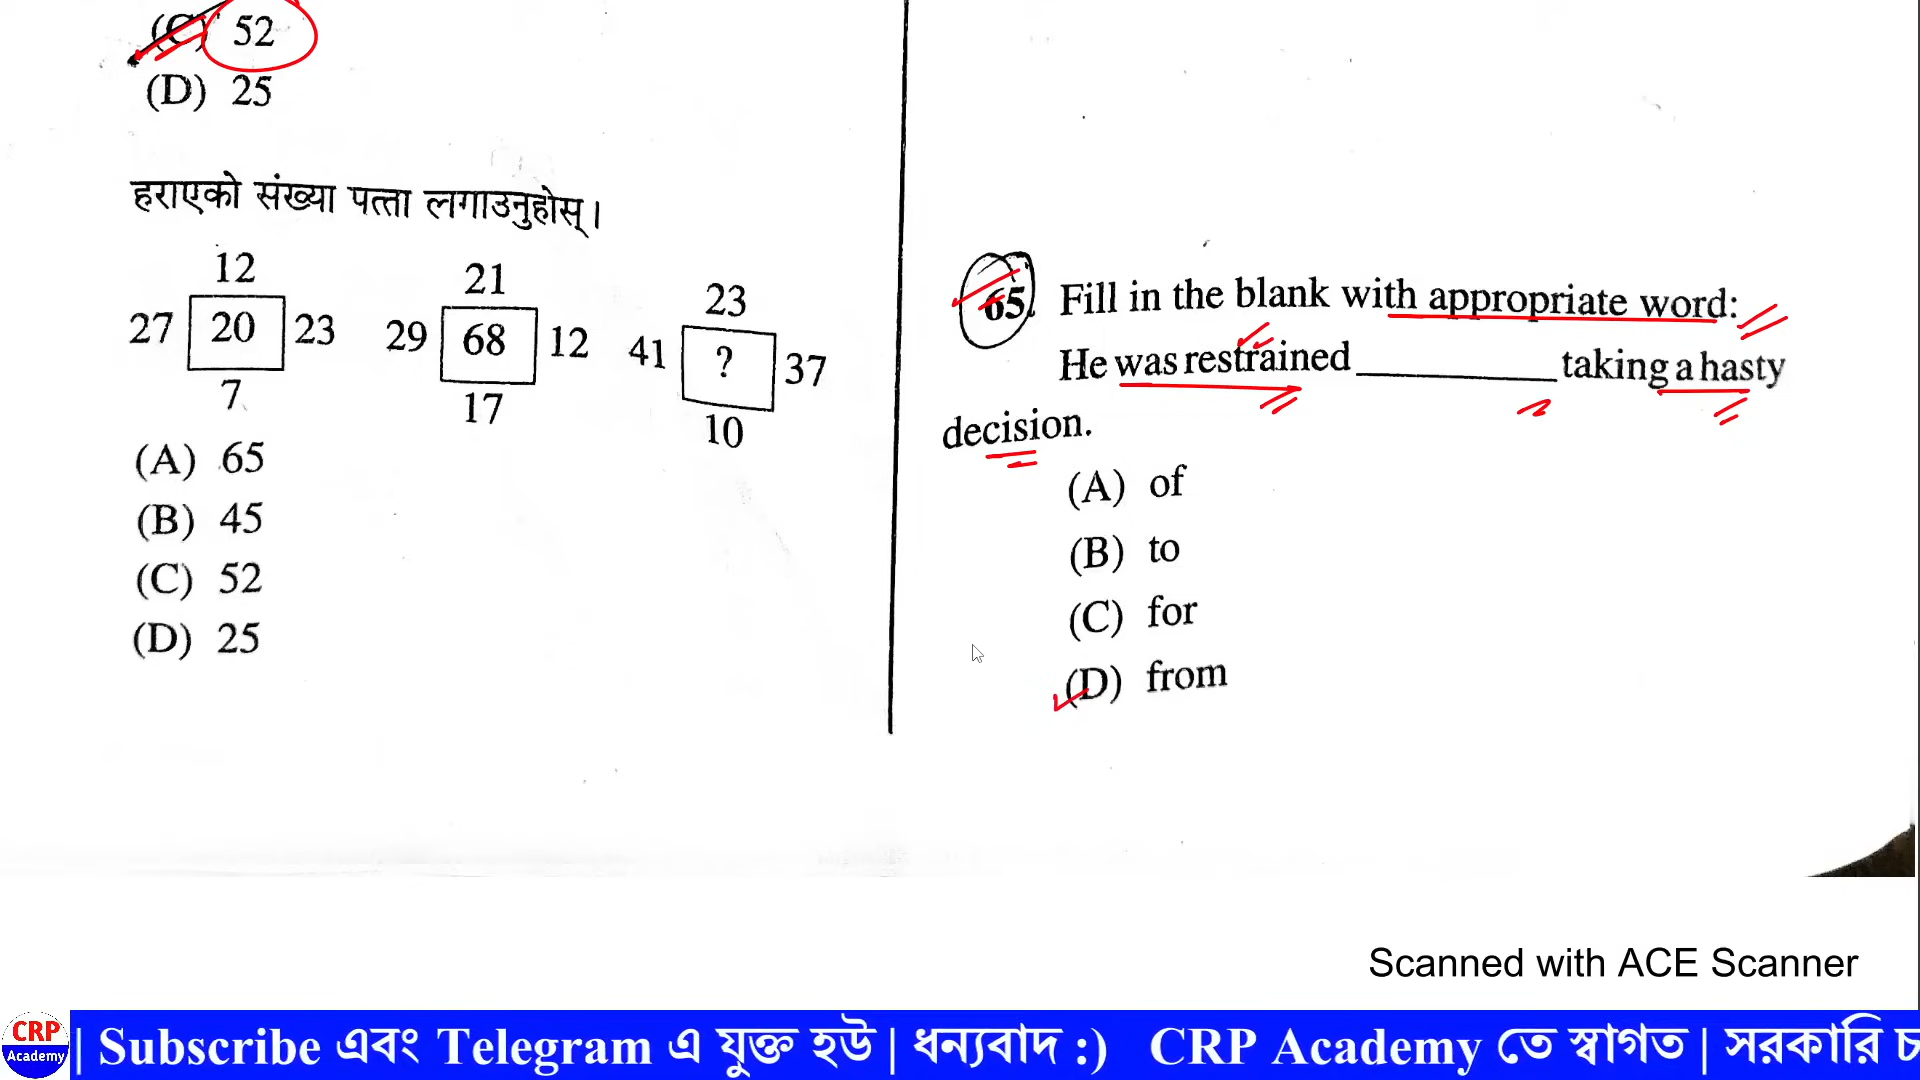 (C) 52
(D) 25
हराएको संख्या पत्ता लगाउनुहोस्।
12 21 23
27 20 23 29 68 12 41 ? 37
7 17 10
(A) 65
(B) 45
(C) 52
(D) 25
65. Fill in the blank with appropriate word:
He was restrained __________ taking a hasty
decision.
(A) of
(B) to
(C) for
(D) from
Scanned with ACE Scanner
CRP
Academy
| Subscribe এবং Telegram এ যুক্ত হউ | ধন্যবাদ :) CRP Academy তে স্বাগত | সরকারি চ